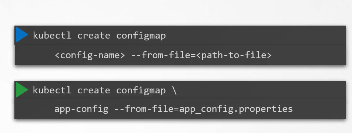 kubectl create configmap
<config-name> --from-file=<path-to-file>
kubectl create configmap \
app-config --from-file=app_config.properties